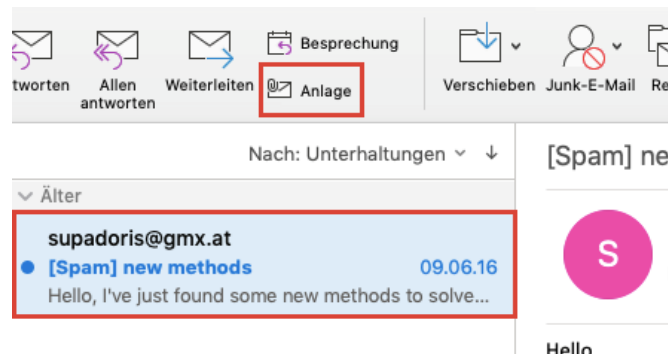 Besprechung
tworten Allen antworten Weiterleiten Anlage Verschieben Junk-E-Mail Re
Nach: Unterhaltungen
[Spam] ne
Älter
supadoris@gmx.at
[Spam] new methods 09.06.16
Hello, I've just found some new methods to solve...
S
Hello